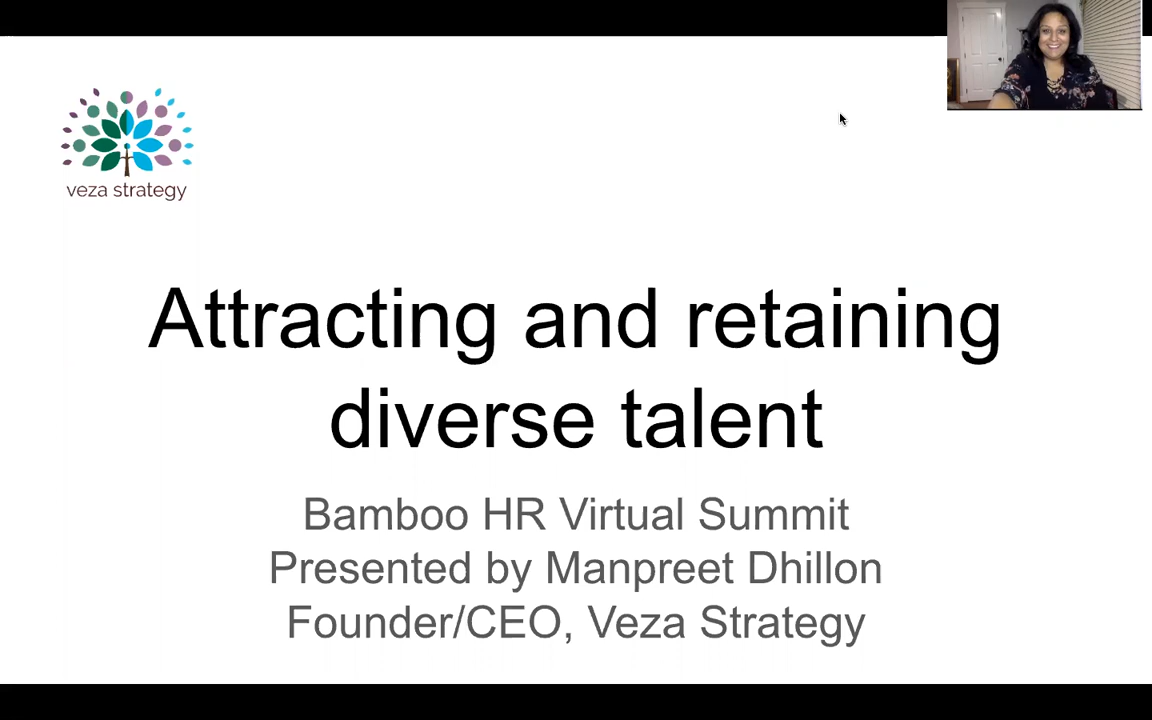 veza strategy
Attracting and retaining
diverse talent
Bamboo HR Virtual Summit
Presented by Manpreet Dhillon
Founder/CEO, Veza Strategy